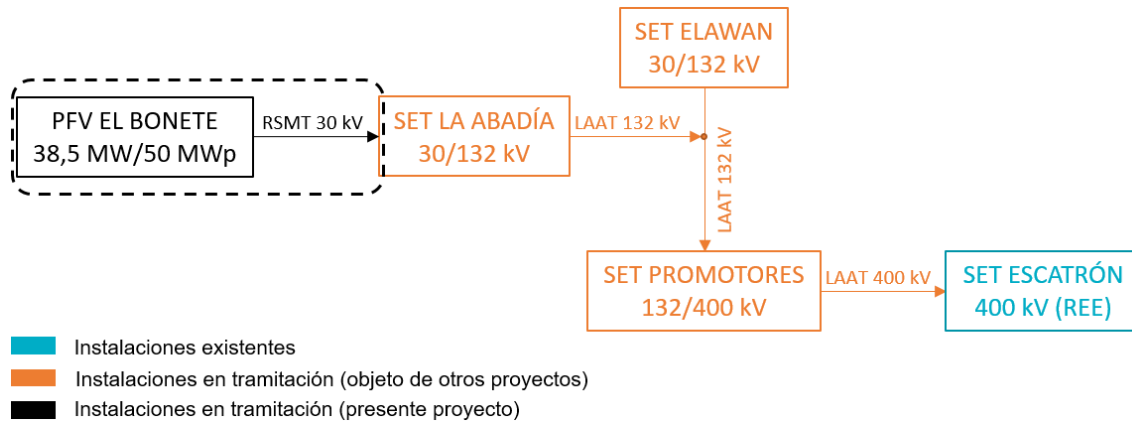 SET ELAWAN
30/132 kV
PFV EL BONETE
38,5 MW/50 MWp
RSMT 30 kV
SET LA ABADÍA
30/132 kV
LAAT 132 kV
LAAT 132 kV
SET PROMOTORES
132/400 kV
LAAT 400 kV
SET ESCATRÓN
400 kV (REE)
Instalaciones existentes
Instalaciones en tramitación (objeto de otros proyectos)
Instalaciones en tramitación (presente proyecto)